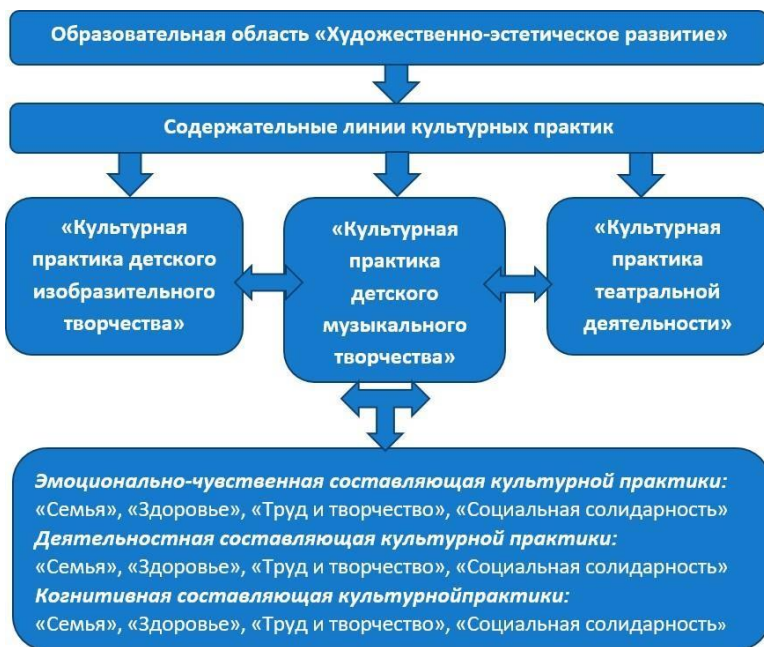 Образовательная область «Художественно-эстетическое развитие»
Содержательные линии культурных практик
«Культурная
практика детского
изобразительного
творчества»
«Культурная
практика
детского
музыкального
творчества»
«Культурная
практика
театральной
деятельности»
Эмоционально-чувственная составляющая культурной практики:
«Семья», «Здоровье», «Труд и творчество», «Социальная солидарность»
Деятельностная составляющая культурной практики:
«Семья», «Здоровье», «Труд и творчество», «Социальная солидарность»
Когнитивная составляющая культурнойпрактики:
«Семья», «Здоровье», «Труд и творчество», «Социальная солидарность»